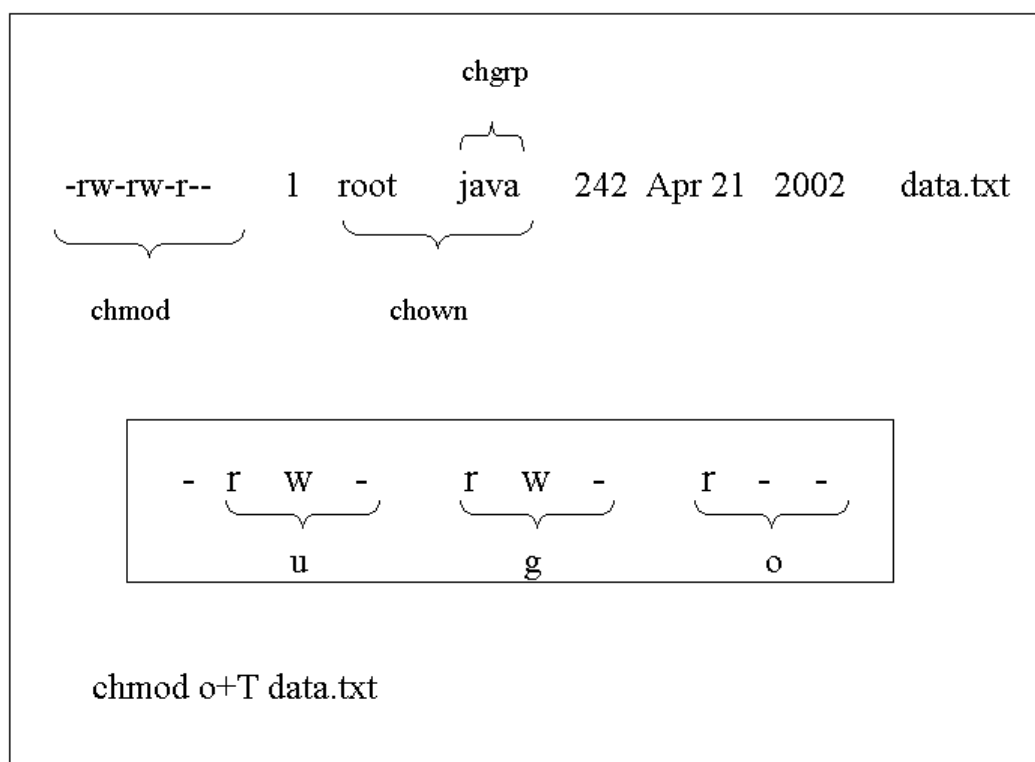 chgrp
-rw-rw-r-- 1 root java 242 Apr 21 2002 data.txt
chmod chown
- r w - r w - r - -
u g o
chmod o+T data.txt